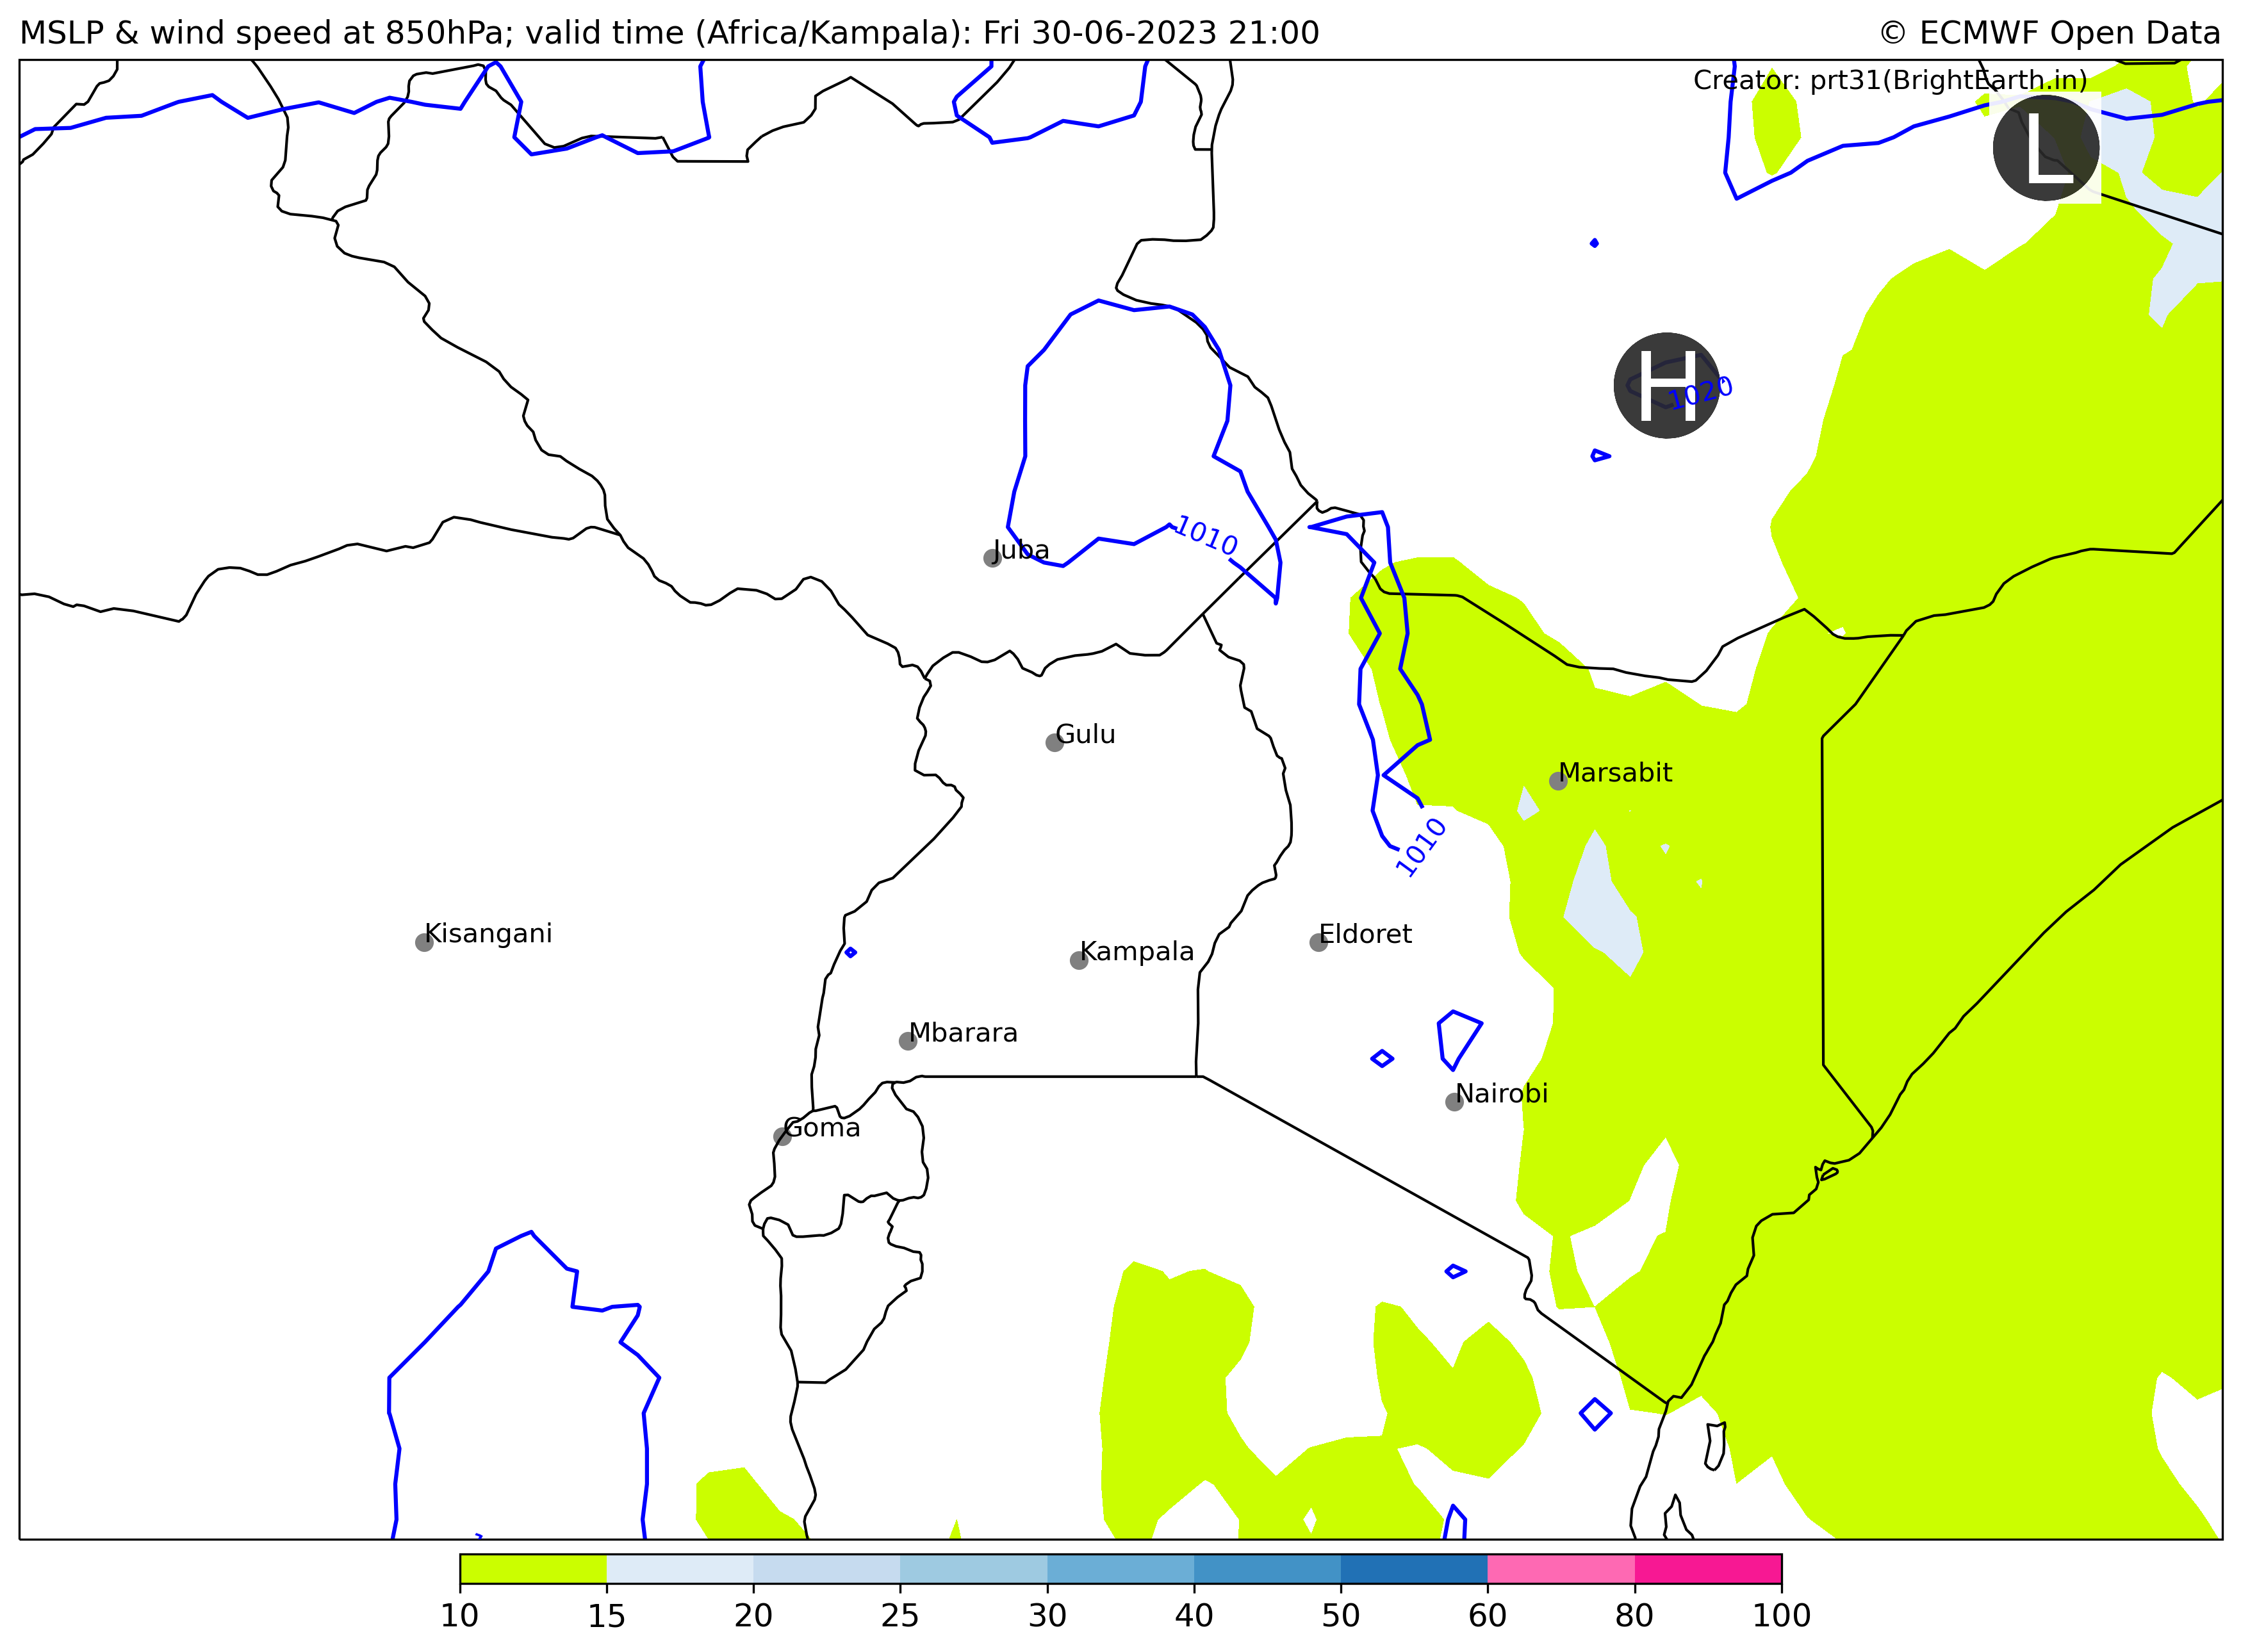 MSLP & wind speed at 850hPa; valid time (Africa/Kampala): Fri 30-06-2023 21:00
© ECMWF Open Data
Creator: prt31(BrightEarth.in)
L
H
1020
1010
Juba
Gulu
Marsabit
1010
Kisangani
Eldoret
Kampala
Mbarara
Nairobi
Goma
10 15 20 25 30 40 50 60 80 100